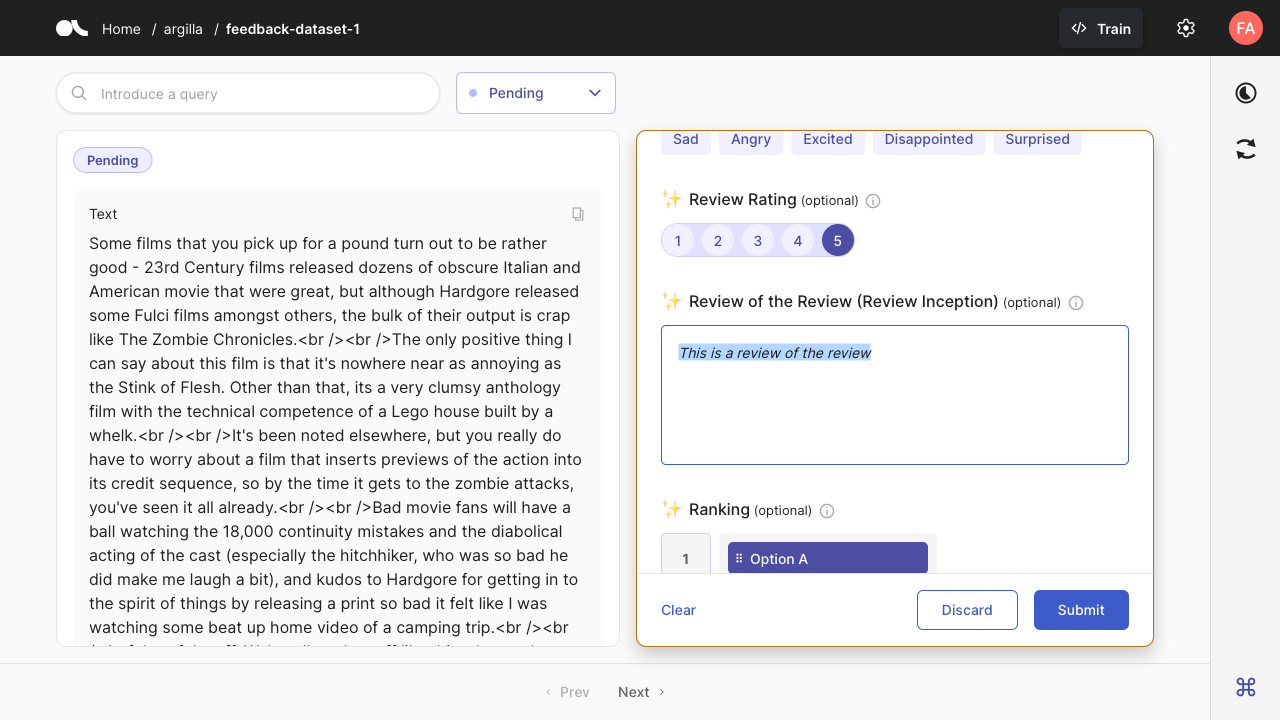 Home / argilla / feedback-dataset-1
Train
FA
Introduce a query
Pending
Pending
Text
Some films that you pick up for a pound turn out to be rather
good - 23rd Century films released dozens of obscure Italian and
American movie that were great, but although Hardgore released
some Fulci films amongst others, the bulk of their output is crap
like The Zombie Chronicles.<br /><br />The only positive thing I
can say about this film is that it's nowhere near as annoying as
the Stink of Flesh. Other than that, its a very clumsy anthology
film with the technical competence of a Lego house built by a
whelk.<br /><br />It's been noted elsewhere, but you really do
have to worry about a film that inserts previews of the action into
its credit sequence, so by the time it gets to the zombie attacks,
you've seen it all already.<br /><br />Bad movie fans will have a
ball watching the 18,000 continuity mistakes and the diabolical
acting of the cast (especially the hitchhiker, who was so bad he
did make me laugh a bit), and kudos to Hardgore for getting in to
the spirit of things by releasing a print so bad it felt like I was
watching some beat up home video of a camping trip.<br /><br
Sad Angry Excited Disappointed Surprised
Review Rating (optional)
1 2 3 4 5
Review of the Review (Review Inception) (optional)
This is a review of the review
Ranking (optional)
1 Option A
Clear Discard Submit
Prev Next